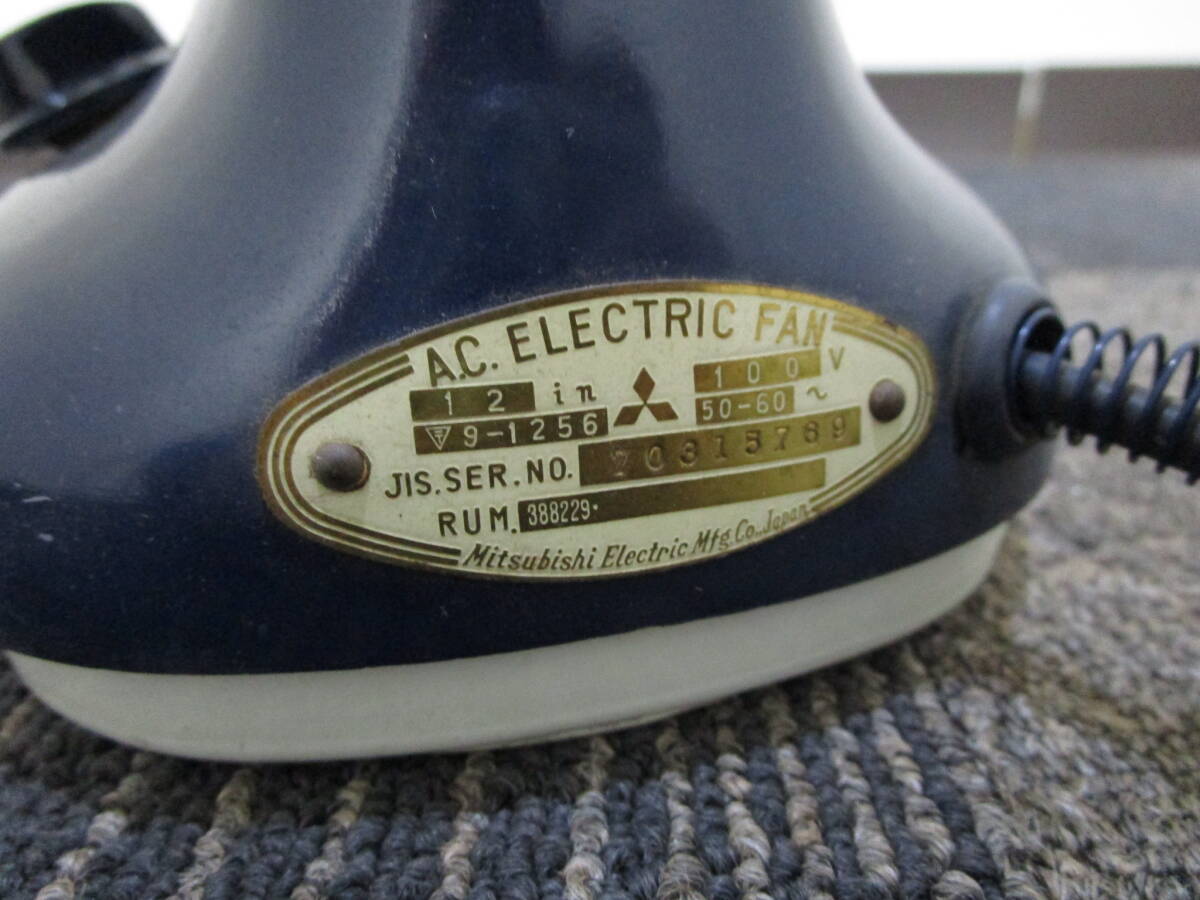 A.C. ELECTRIC FAN
12 in 100 V
〒9-1256 50-60 ~
JIS.SER.NO. 70315769
RUM. 388229·
Mitsubishi Electric Mfg.Co.,Japan.